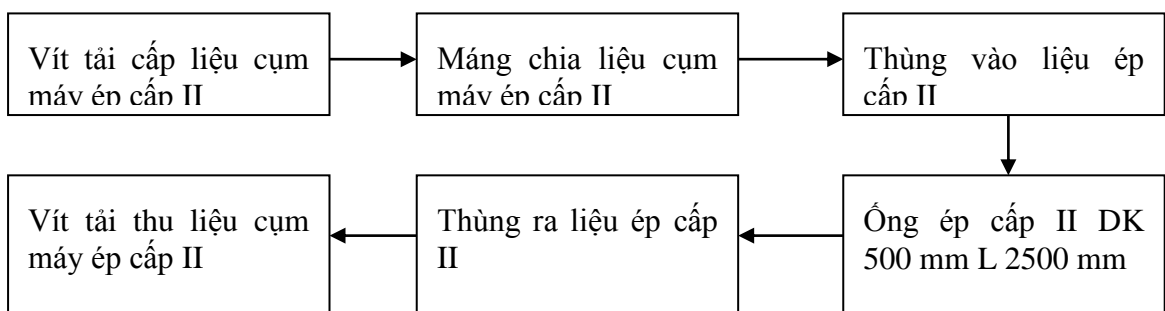 Vít tải cấp liệu cụm
máy ép cấp II
Máng chia liệu cụm
máy ép cấp II
Thùng vào liệu ép
cấp II
Vít tải thu liệu cụm
máy ép cấp II
Thùng ra liệu ép cấp
II
Ống ép cấp II DK
500 mm L 2500 mm